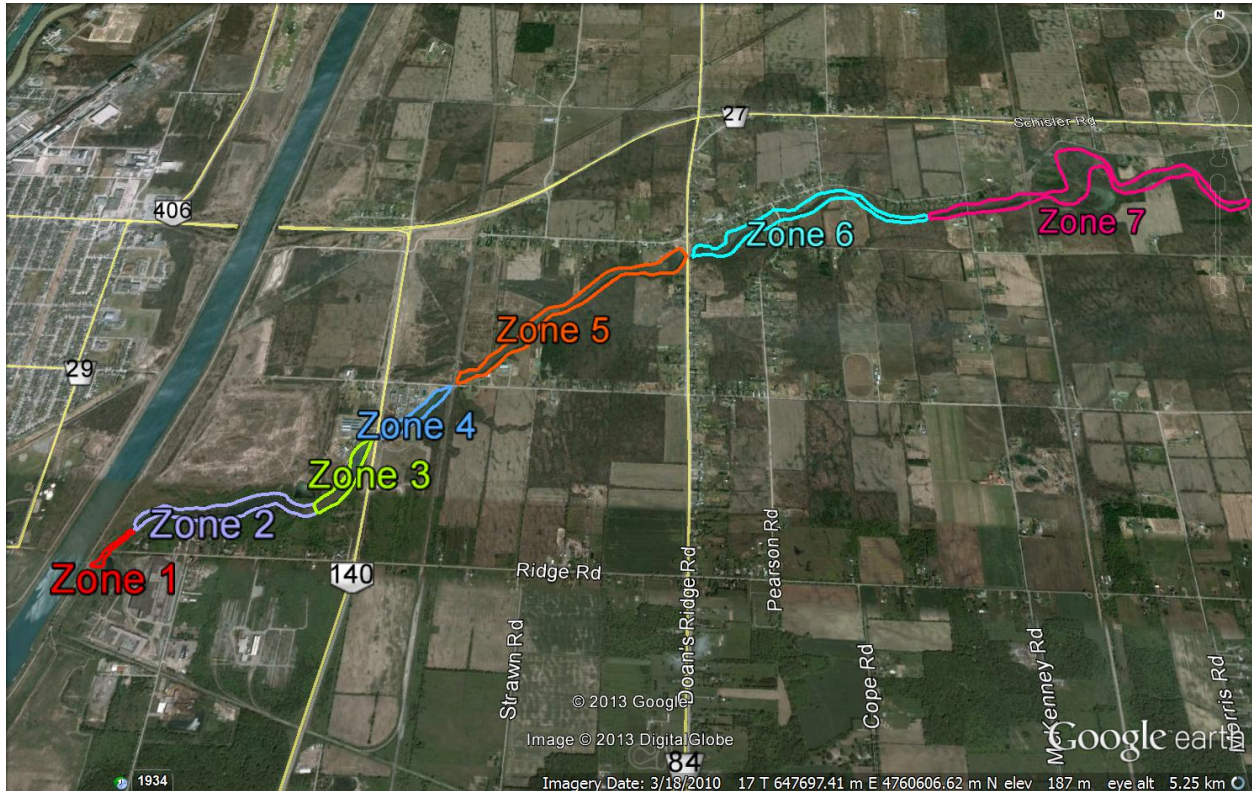 N
27
Schisler Rd
406
Zone 7
Zone 6
Zone 5
29
Zone 4
Zone 3
Zone 2
Zone 1
140
Ridge Rd
Pearson Rd
Doan's Ridge Rd
Strawn Rd
Cope Rd
McKenney Rd
Morris Rd
© 2013 Google
Image © 2013 DigitalGlobe
Google earth
84
1934
Imagery Date: 3/18/2010 17 T 647697.41 m E 4760606.62 m N elev 187 m eye alt 5.25 km